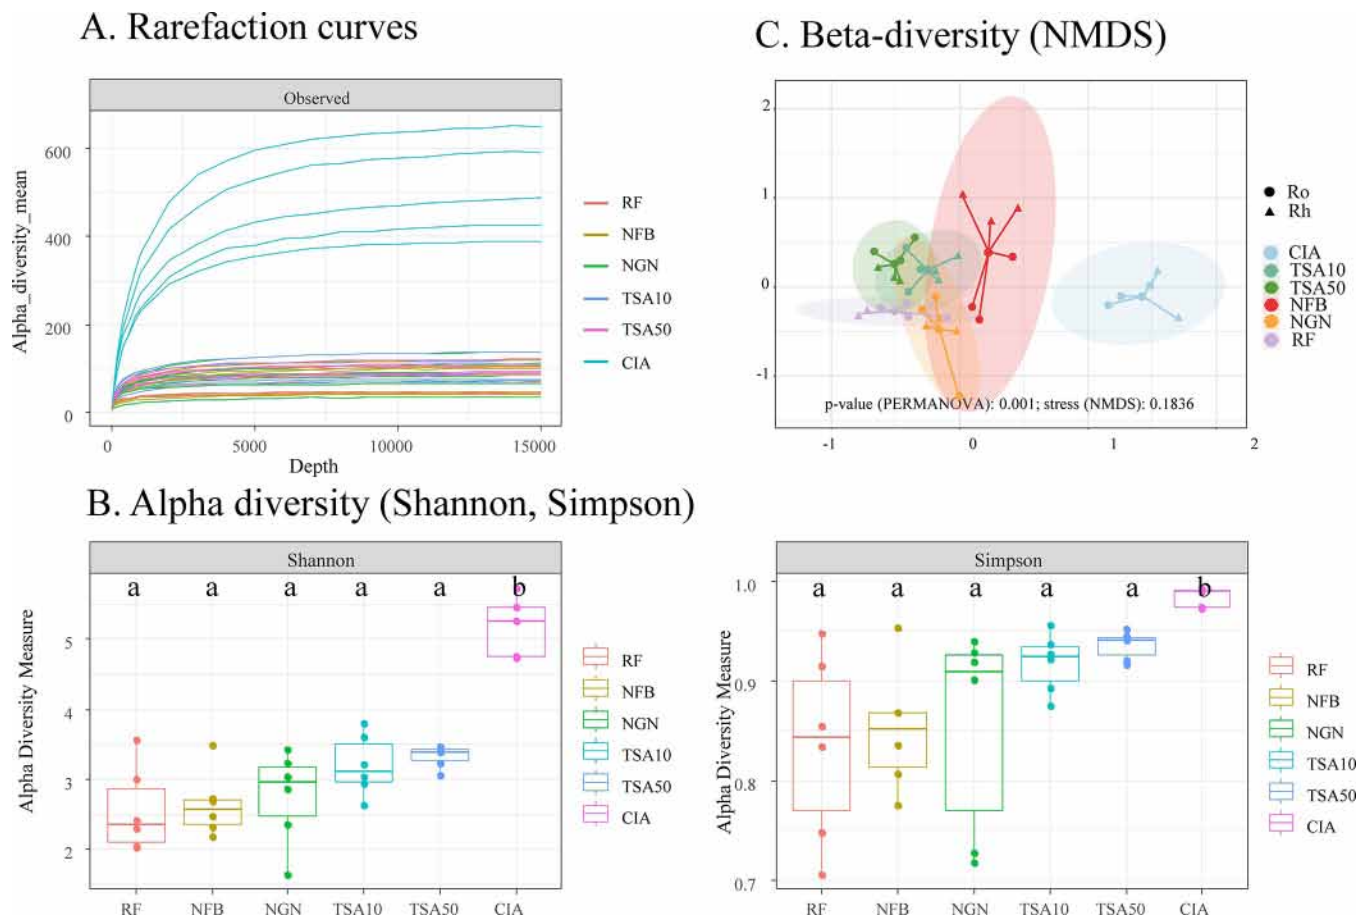 A. Rarefaction curves
Observed
Alpha_diversity_mean
600
400
200
0
0
5000
10000
15000
Depth
RF
NFB
NGN
TSA10
TSA50
CIA
C. Beta-diversity (NMDS)
2
1
0
-1
p-value (PERMANOVA): 0.001; stress (NMDS): 0.1836
-1
0
1
2
Ro
Rh
CIA
TSA10
TSA50
NFB
NGN
RF
B. Alpha diversity (Shannon, Simpson)
Shannon
a a a a a b
Alpha Diversity Measure
5
4
3
2
RF NFB NGN TSA10 TSA50 CIA
RF
NFB
NGN
TSA10
TSA50
CIA
Simpson
a a a a a b
Alpha Diversity Measure
1.0
0.9
0.8
0.7
RF NFB NGN TSA10 TSA50 CIA
RF
NFB
NGN
TSA10
TSA50
CIA